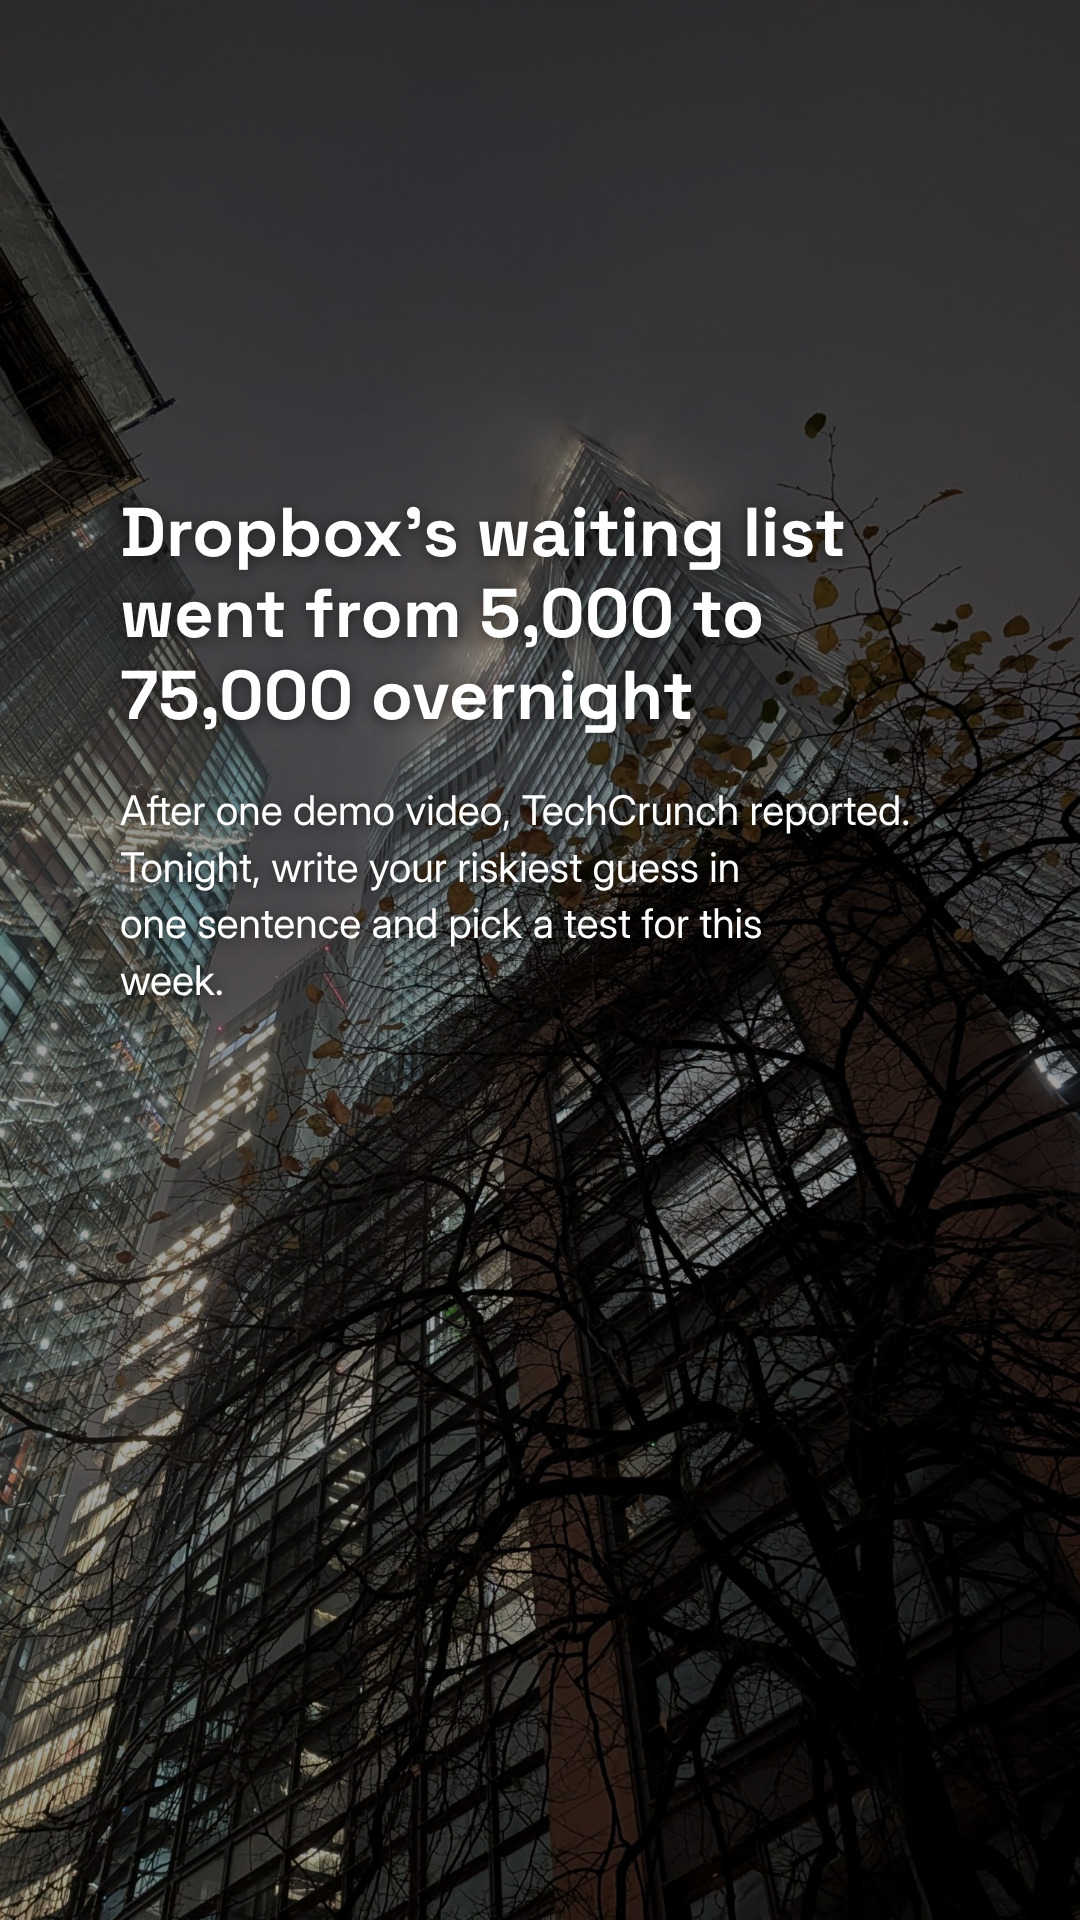 Dropbox’s waiting list
went from 5,000 to
75,000 overnight
After one demo video, TechCrunch reported.
Tonight, write your riskiest guess in
one sentence and pick a test for this
week.